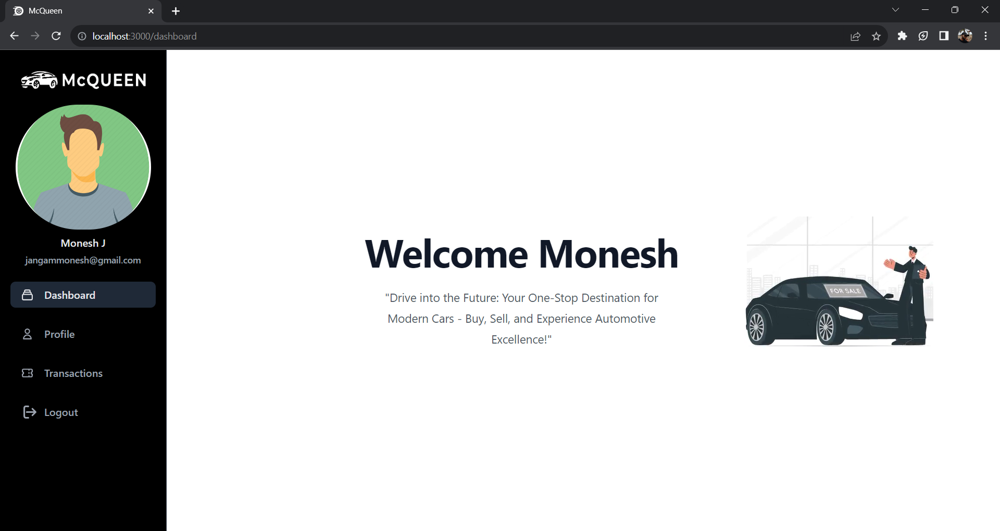 McQueen
localhost:3000/dashboard
McQUEEN
Monesh J
jangammonesh@gmail.com
Dashboard
Profile
Transactions
Logout
Welcome Monesh
"Drive into the Future: Your One-Stop Destination for
Modern Cars - Buy, Sell, and Experience Automotive
Excellence!"
FOR SALE